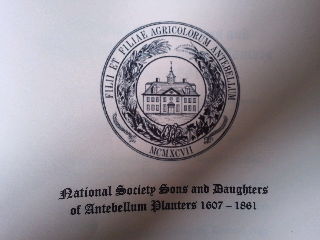 FILII ET FILIAE AGRICOLORUM ANTEBELLUM
MCMXCVII
National Society Sons and Daughters
of Antebellum Planters 1607 – 1861